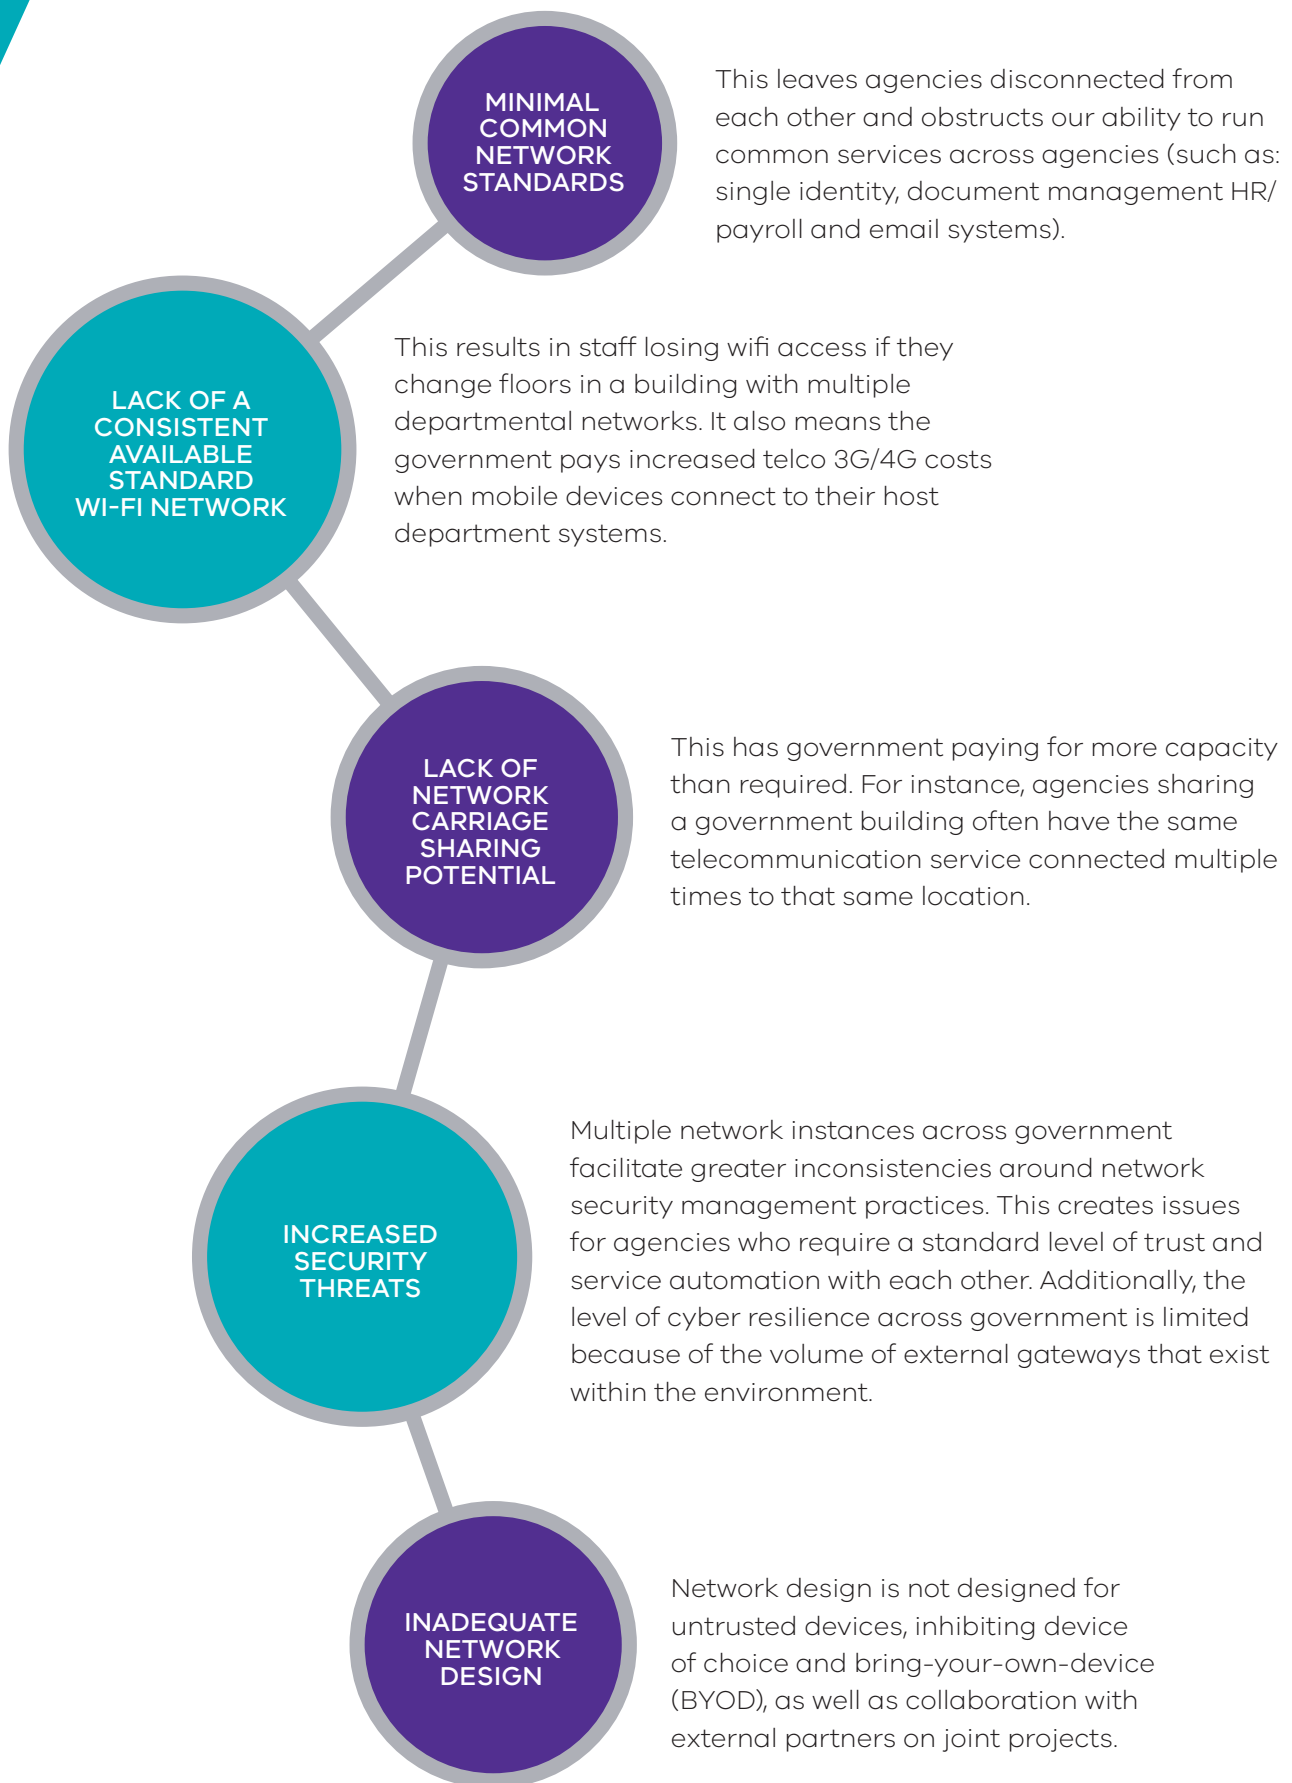 MINIMAL
COMMON
NETWORK
STANDARDS
This leaves agencies disconnected from
each other and obstructs our ability to run
common services across agencies (such as:
single identity, document management HR/
payroll and email systems).
LACK OF A
CONSISTENT
AVAILABLE
STANDARD
WI-FI NETWORK
This results in staff losing wifi access if they
change floors in a building with multiple
departmental networks. It also means the
government pays increased telco 3G/4G costs
when mobile devices connect to their host
department systems.
LACK OF
NETWORK
CARRIAGE
SHARING
POTENTIAL
This has government paying for more capacity
than required. For instance, agencies sharing
a government building often have the same
telecommunication service connected multiple
times to that same location.
INCREASED
SECURITY
THREATS
Multiple network instances across government
facilitate greater inconsistencies around network
security management practices. This creates issues
for agencies who require a standard level of trust and
service automation with each other. Additionally, the
level of cyber resilience across government is limited
because of the volume of external gateways that exist
within the environment.
INADEQUATE
NETWORK
DESIGN
Network design is not designed for
untrusted devices, inhibiting device
of choice and bring-your-own-device
(BYOD), as well as collaboration with
external partners on joint projects.